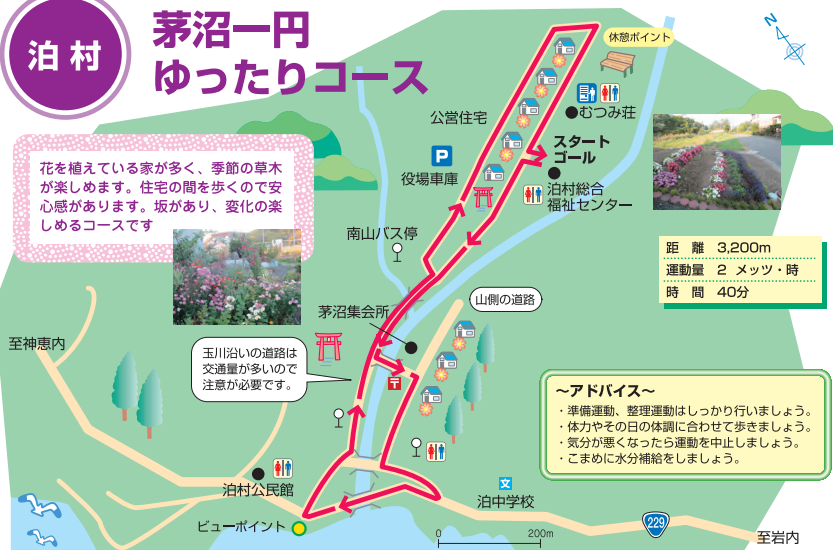 泊村
茅沼一円
ゆったりコース
花を植えている家が多く、季節の草木
が楽しめます。住宅の間を歩くので安
心感があります。坂があり、変化の楽
しめるコースです
N
休憩ポイント
むつみ荘
公営住宅
スタート
ゴール
P
役場車庫
泊村総合
福祉センター
南山バス停
距離 3,200m
運動量 2 メッツ・時
時間 40分
山側の道路
茅沼集会所
至神恵内
玉川沿いの道路は
交通量が多いので
注意が必要です。
〒
～アドバイス～
・準備運動、整理運動はしっかり行いましょう。
・体力やその日の体調に合わせて歩きましょう。
・気分が悪くなったら運動を中止しましょう。
・こまめに水分補給をしましょう。
泊村公民館
文
泊中学校
ビューポイント
229
0 200m
至岩内